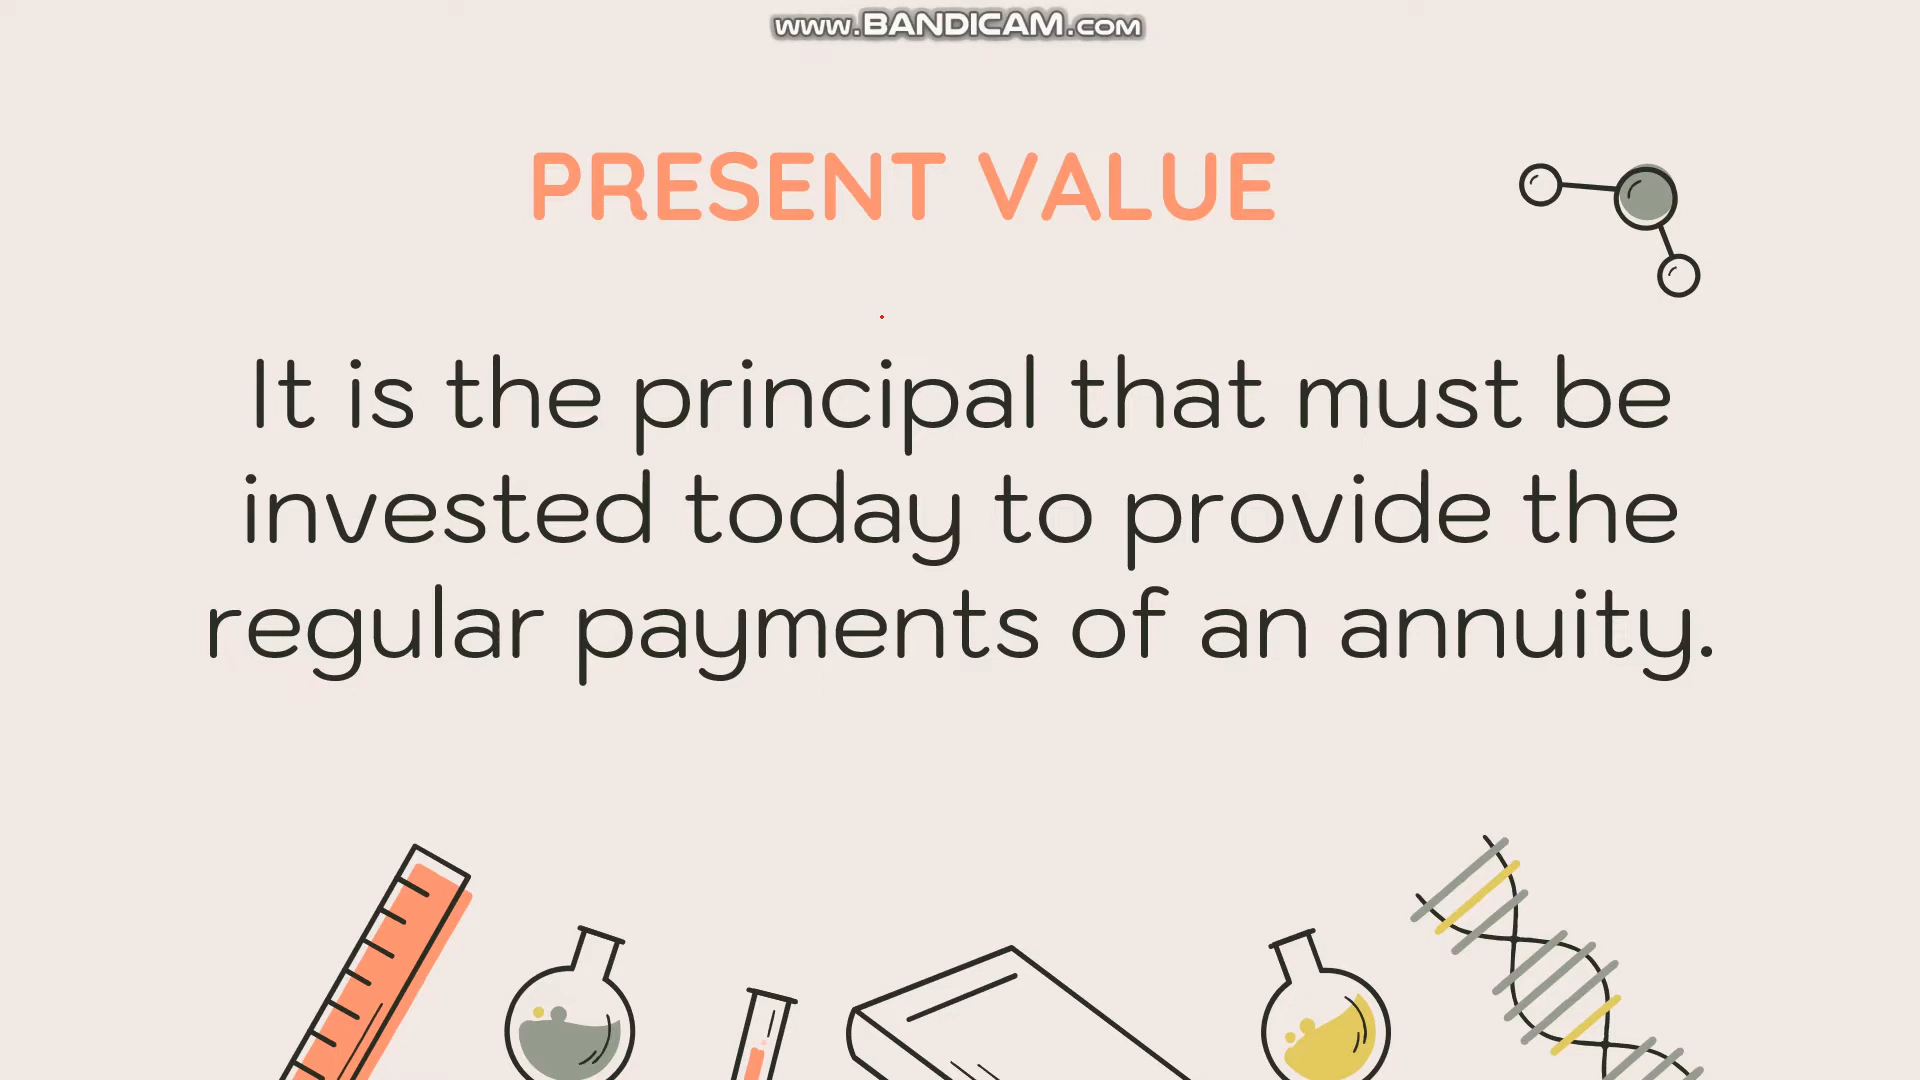 www.BANDICAM.com
PRESENT VALUE
It is the principal that must be
invested today to provide the
regular payments of an annuity.